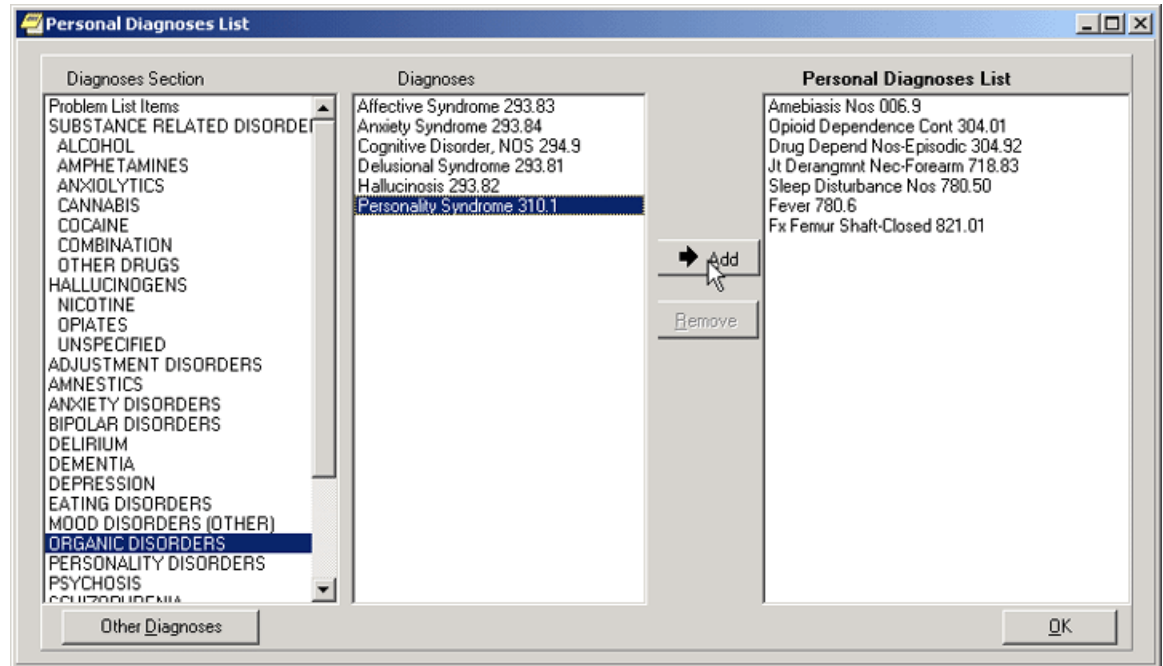 Personal Diagnoses List
Diagnoses Section
Problem List Items
SUBSTANCE RELATED DISORDE
ALCOHOL
AMPHETAMINES
ANXIOLYTICS
CANNABIS
COCAINE
COMBINATION
OTHER DRUGS
HALLUCINOGENS
NICOTINE
OPIATES
UNSPECIFIED
ADJUSTMENT DISORDERS
AMNESTICS
ANXIETY DISORDERS
BIPOLAR DISORDERS
DELIRIUM
DEMENTIA
DEPRESSION
EATING DISORDERS
MOOD DISORDERS (OTHER)
ORGANIC DISORDERS
PERSONALITY DISORDERS
PSYCHOSIS
SCHIZOPHRENIA
Other Diagnoses
Diagnoses
Affective Syndrome 293.83
Anxiety Syndrome 293.84
Cognitive Disorder, NOS 294.9
Delusional Syndrome 293.81
Hallucinosis 293.82
Personality Syndrome 310.1
Add
Remove
Personal Diagnoses List
Amebiasis Nos 006.9
Opioid Dependence Cont 304.01
Drug Depend Nos-Episodic 304.92
Jt Derangmnt Nec-Forearm 718.83
Sleep Disturbance Nos 780.50
Fever 780.6
Fx Femur Shaft-Closed 821.01
OK